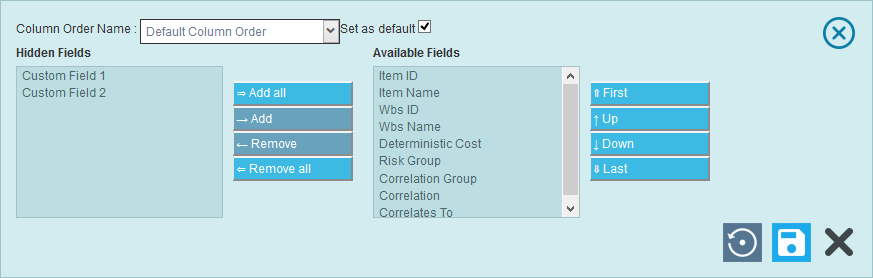 Column Order Name : Default Column Order Set as default
Hidden Fields
Custom Field 1
Custom Field 2
⇒ Add all
→ Add
← Remove
⇐ Remove all
Available Fields
Item ID
Item Name
Wbs ID
Wbs Name
Deterministic Cost
Risk Group
Correlation Group
Correlation
Correlates To
⇑ First
↑ Up
↓ Down
⇓ Last